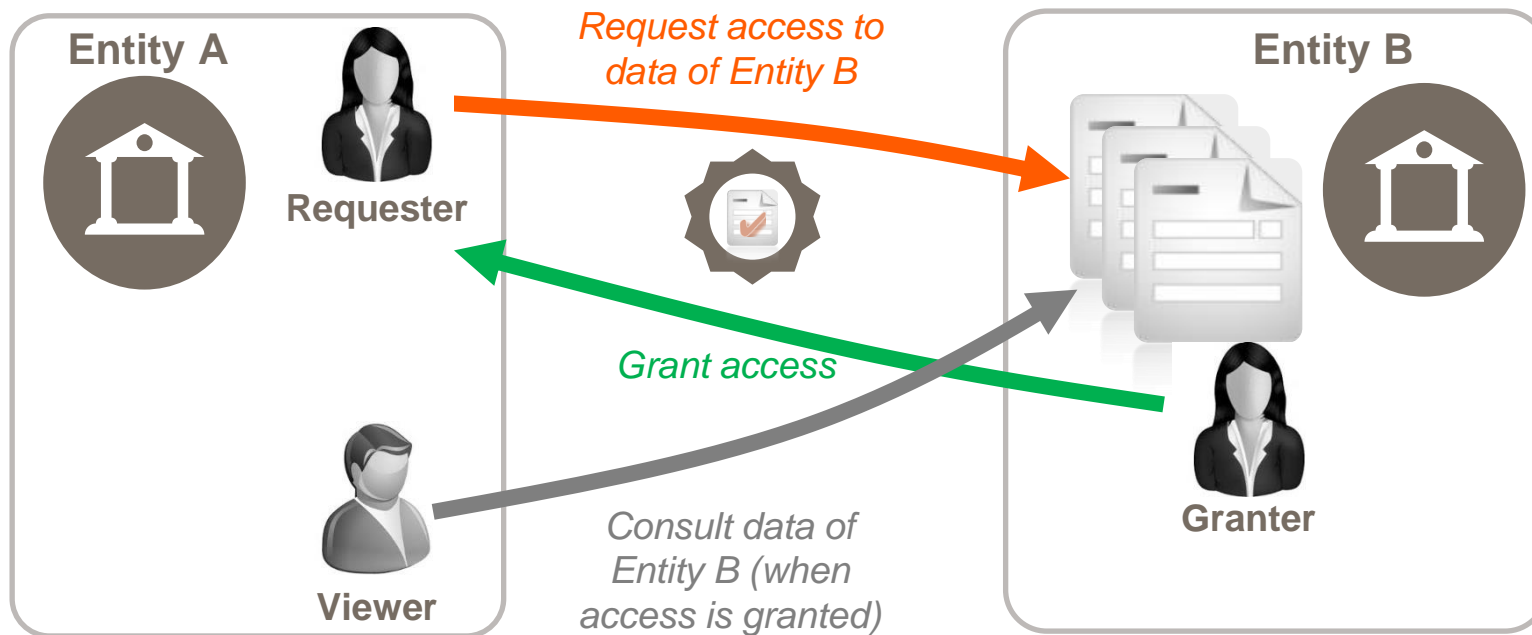 Entity A
Request access to
data of Entity B
Entity B
Requester
Grant access
Granter
Consult data of
Entity B (when
access is granted)
Viewer